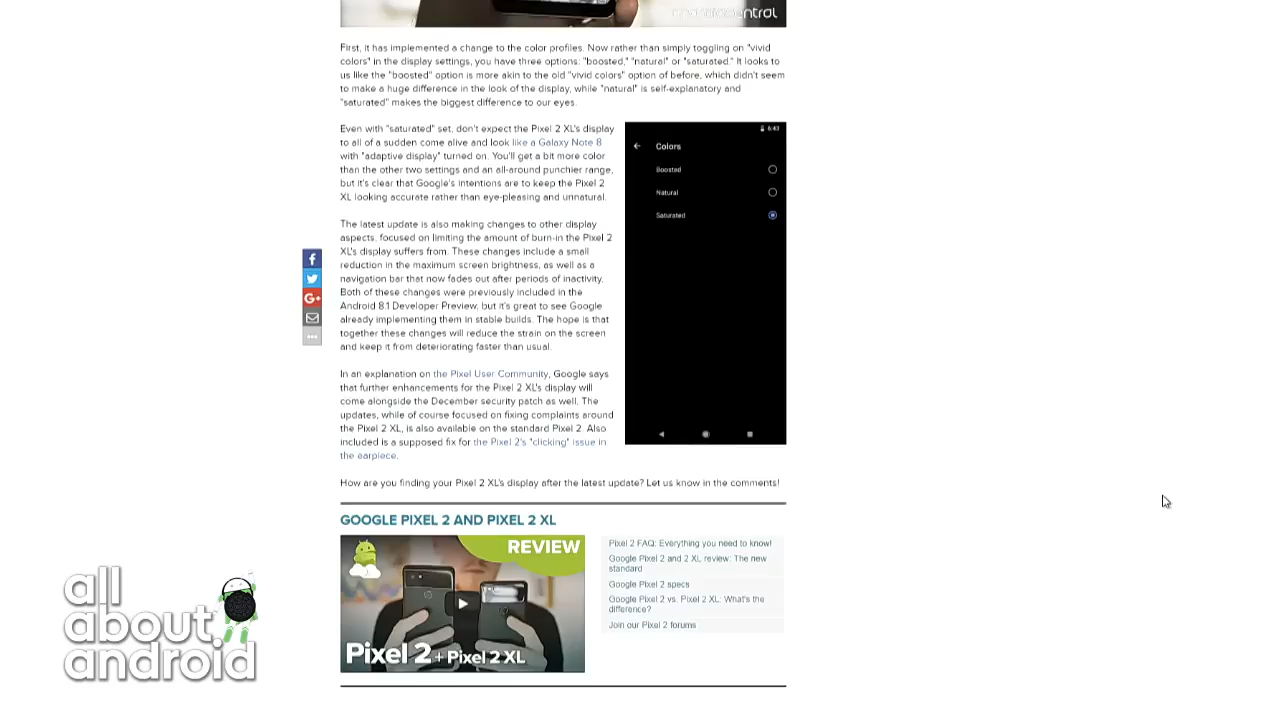 First, it has implemented a change to the color profiles. Now rather than simply toggling on "vivid
colors" in the display settings, you have three options: "boosted," "natural" or "saturated." It looks to
us like the "boosted" option is more akin to the old "vivid colors" option of before, which didn't seem
to make a huge difference in the look of the display, while "natural" is self-explanatory and
"saturated" makes the biggest difference to our eyes.
Even with "saturated" set, don't expect the Pixel 2 XL's display
to all of a sudden come alive and look like a Galaxy Note 8
with "adaptive display" turned on. You'll get a bit more color
than the other two settings and an all-around punchier range,
but it's clear that Google's intentions are to keep the Pixel 2
XL looking accurate rather than eye-pleasing and unnatural.
The latest update is also making changes to other display
aspects, focused on limiting the amount of burn-in the Pixel 2
XL's display suffers from. These changes include a small
reduction in the maximum screen brightness, as well as a
navigation bar that now fades out after periods of inactivity.
Both of these changes were previously included in the
Android 8.1 Developer Preview, but it's great to see Google
already implementing them in stable builds. The hope is that
together these changes will reduce the strain on the screen
and keep it from deteriorating faster than usual.
In an explanation on the Pixel User Community, Google says
that further enhancements for the Pixel 2 XL's display will
come alongside the December security patch as well. The
updates, while of course focused on fixing complaints around
the Pixel 2 XL, is also available on the standard Pixel 2. Also
included is a supposed fix for the Pixel 2's "clicking" issue in
the earpiece.
6:43
Colors
Boosted
Natural
Saturated
How are you finding your Pixel 2 XL's display after the latest update? Let us know in the comments!
GOOGLE PIXEL 2 AND PIXEL 2 XL
REVIEW
Pixel 2 + Pixel 2 XL
Pixel 2 FAQ: Everything you need to know!
Google Pixel 2 and 2 XL review: The new
standard
Google Pixel 2 specs
Google Pixel 2 vs. Pixel 2 XL: What's the
difference?
Join our Pixel 2 forums
f
G+
all
about
android